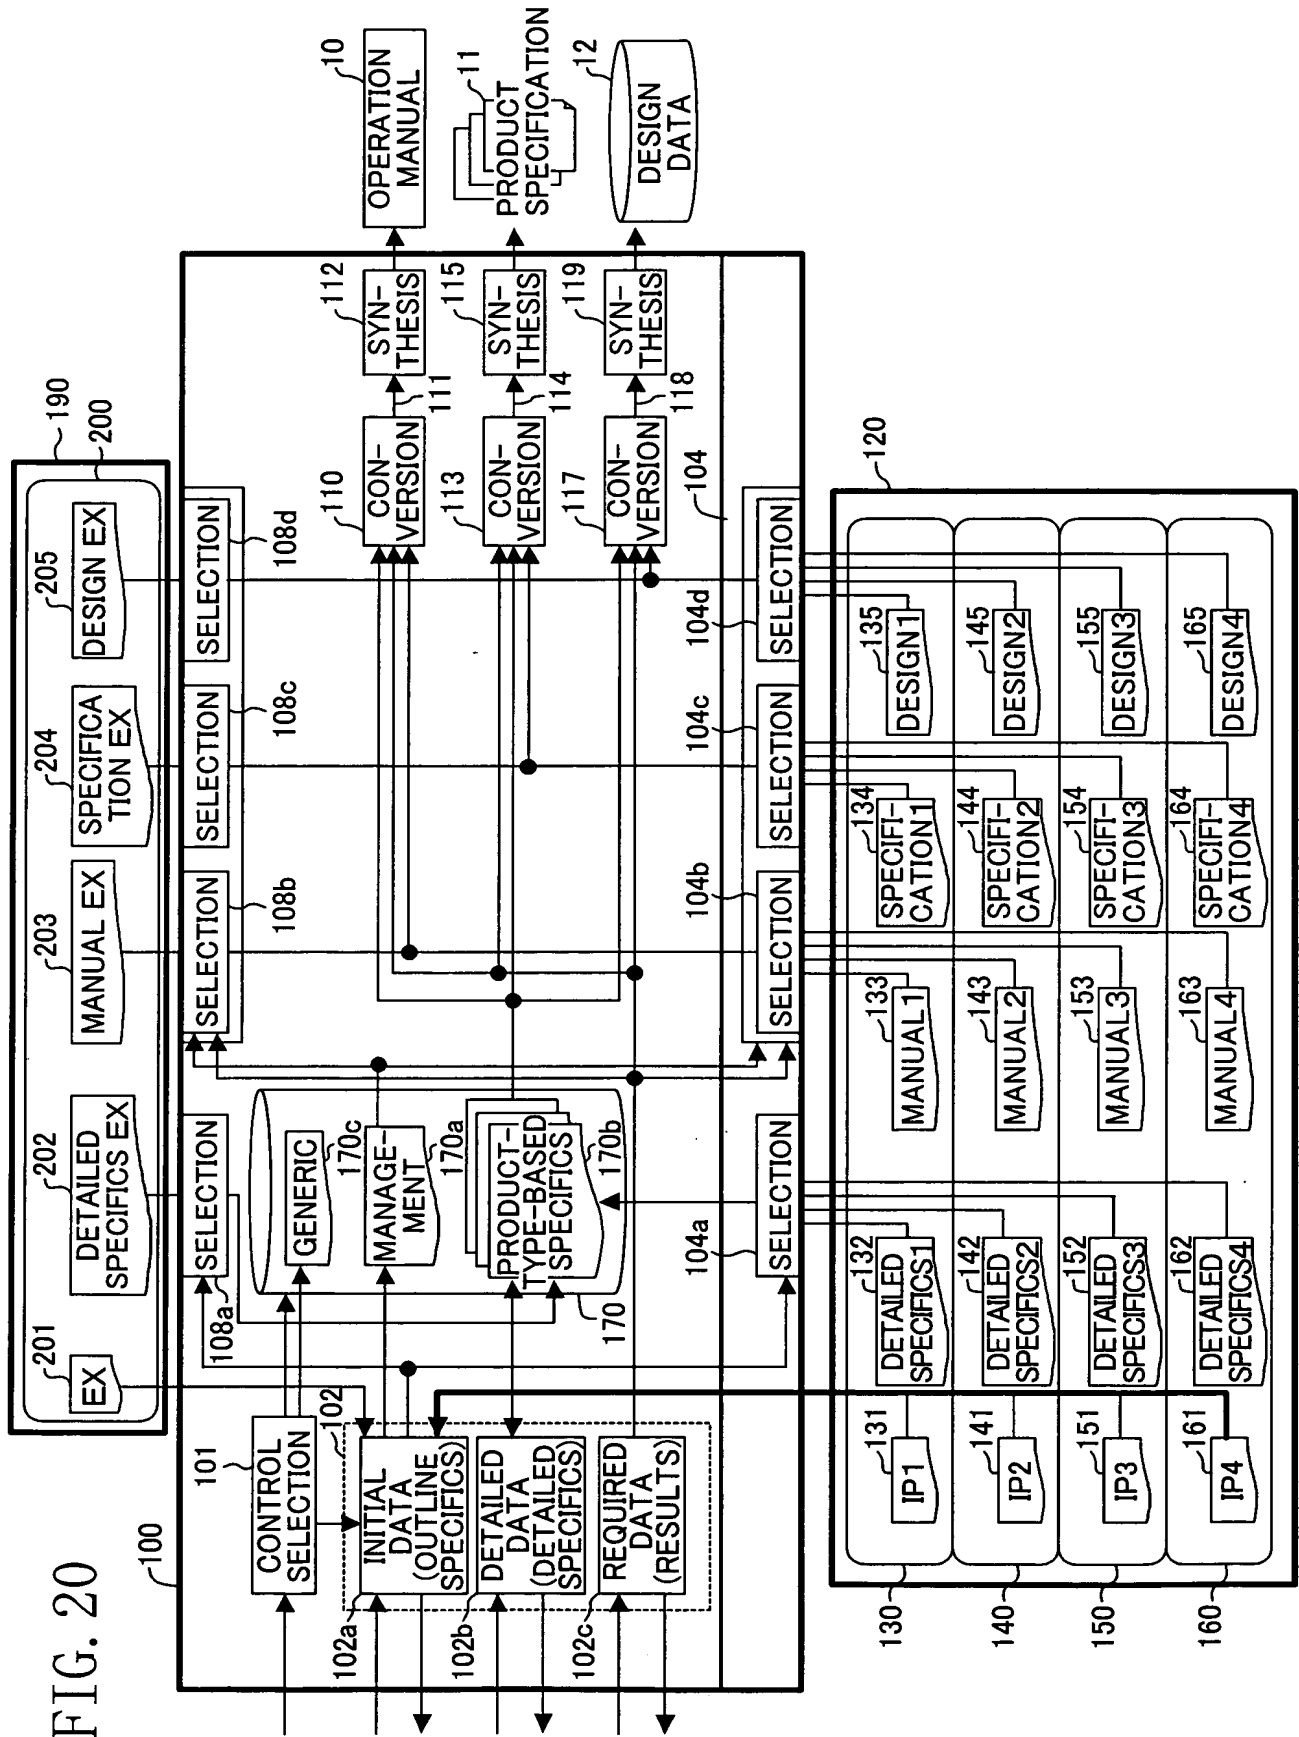 FIG. 20
190
200
201
EX
202
DETAILED
SPECIFICS EX
203
MANUAL EX
204
SPECIFICA
TION EX
205
DESIGN EX
100
108a
SELECTION
SELECTION
108b
SELECTION
108c
SELECTION
108d
101
CONTROL
SELECTION
102
102a
INITIAL
DATA
(OUTLINE
SPECIFICS)
102b
DETAILED
DATA
(DETAILED
SPECIFICS)
102c
REQUIRED
DATA
(RESULTS)
170
GENERIC
170c
MANAGE-
MENT
170a
PRODUCT-
TYPE-BASED
SPECIFICS
170b
110
CON-
VERSION
111
112
SYN-
THESIS
10
OPERATION
MANUAL
113
CON-
VERSION
114
115
SYN-
THESIS
11
PRODUCT
SPECIFICATION
117
CON-
VERSION
118
119
SYN-
THESIS
12
DESIGN
DATA
104
104a
SELECTION
104b
SELECTION
104c
SELECTION
104d
SELECTION
120
130
131
IP1
132
DETAILED
SPECIFICS1
133
MANUAL1
134
SPECIFI-
CATION1
135
DESIGN1
140
141
IP2
142
DETAILED
SPECIFICS2
143
MANUAL2
144
SPECIFI-
CATION2
145
DESIGN2
150
151
IP3
152
DETAILED
SPECIFICS3
153
MANUAL3
154
SPECIFI-
CATION3
155
DESIGN3
160
161
IP4
162
DETAILED
SPECIFICS4
163
MANUAL4
164
SPECIFI-
CATION4
165
DESIGN4